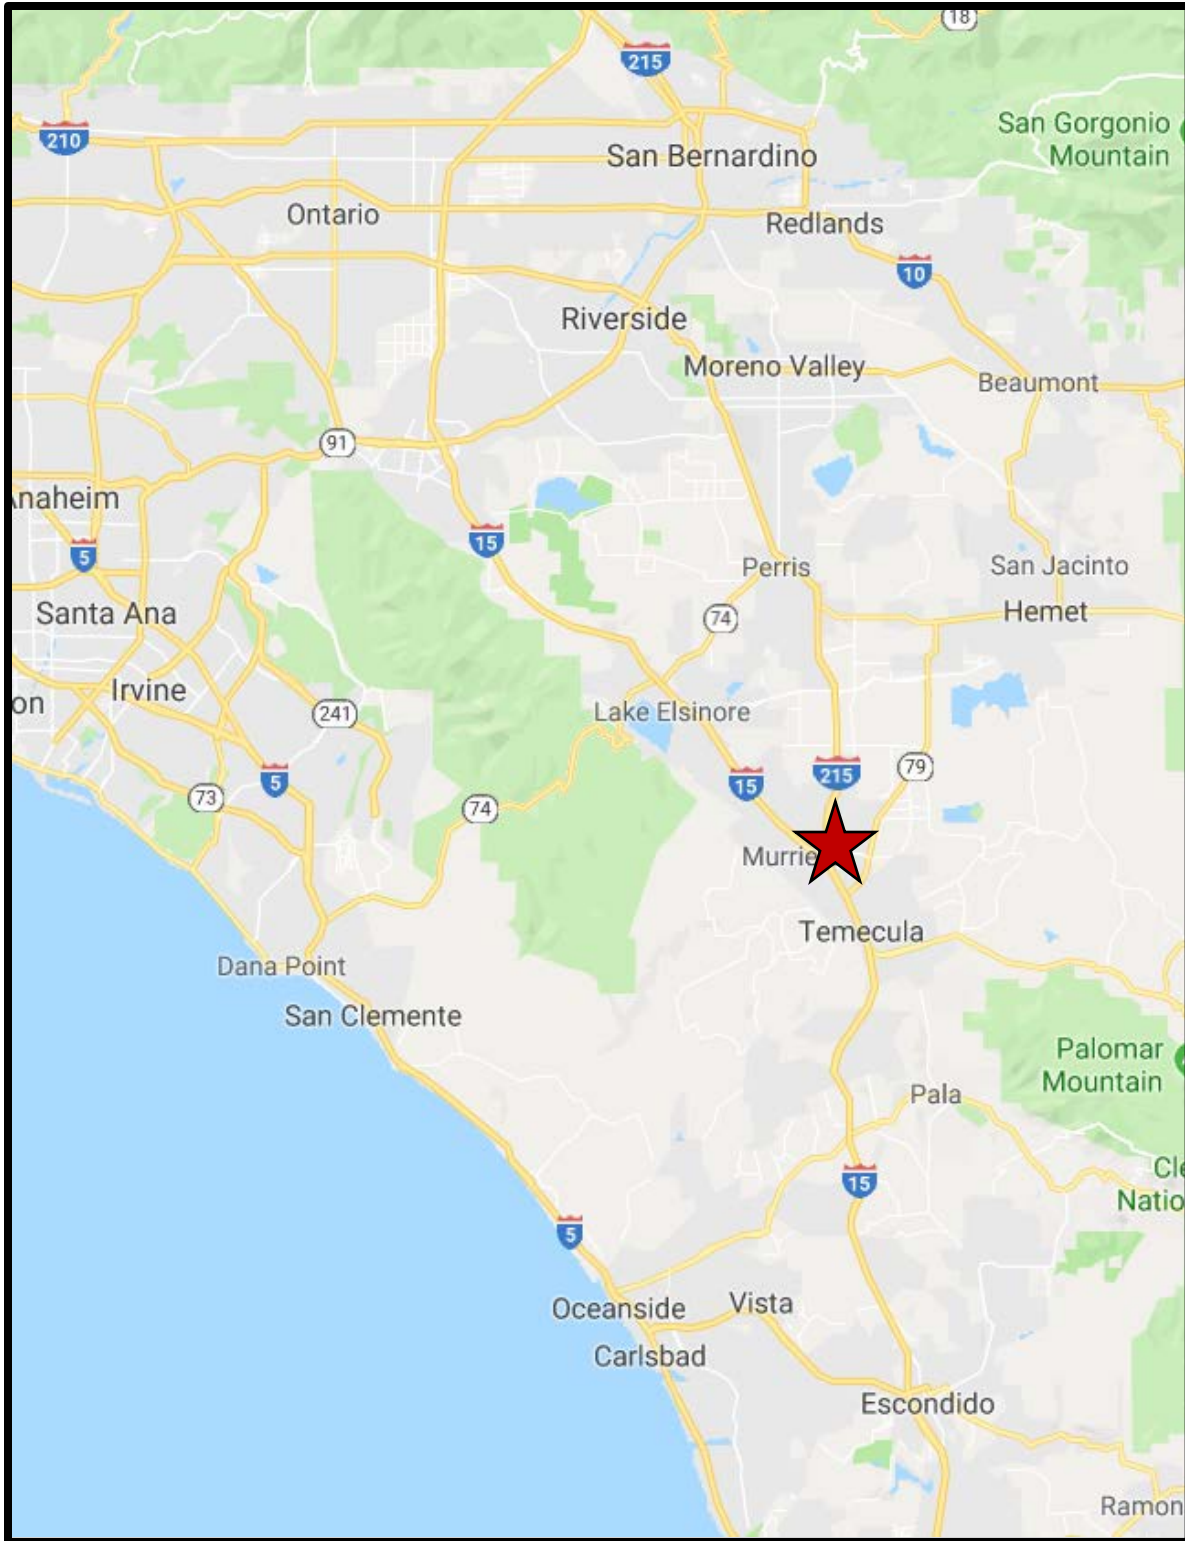 18
215
210
San Gorgonio
Mountain
San Bernardino
Ontario
Redlands
10
Riverside
Moreno Valley
Beaumont
91
Anaheim
15
5
Perris
San Jacinto
Santa Ana
74
Hemet
Irvine
on
241
Lake Elsinore
5
15
215
79
73
74
Murrie
Temecula
Dana Point
San Clemente
Palomar
Mountain
Pala
Cle
Natio
15
5
Oceanside
Vista
Carlsbad
Escondido
Ramon